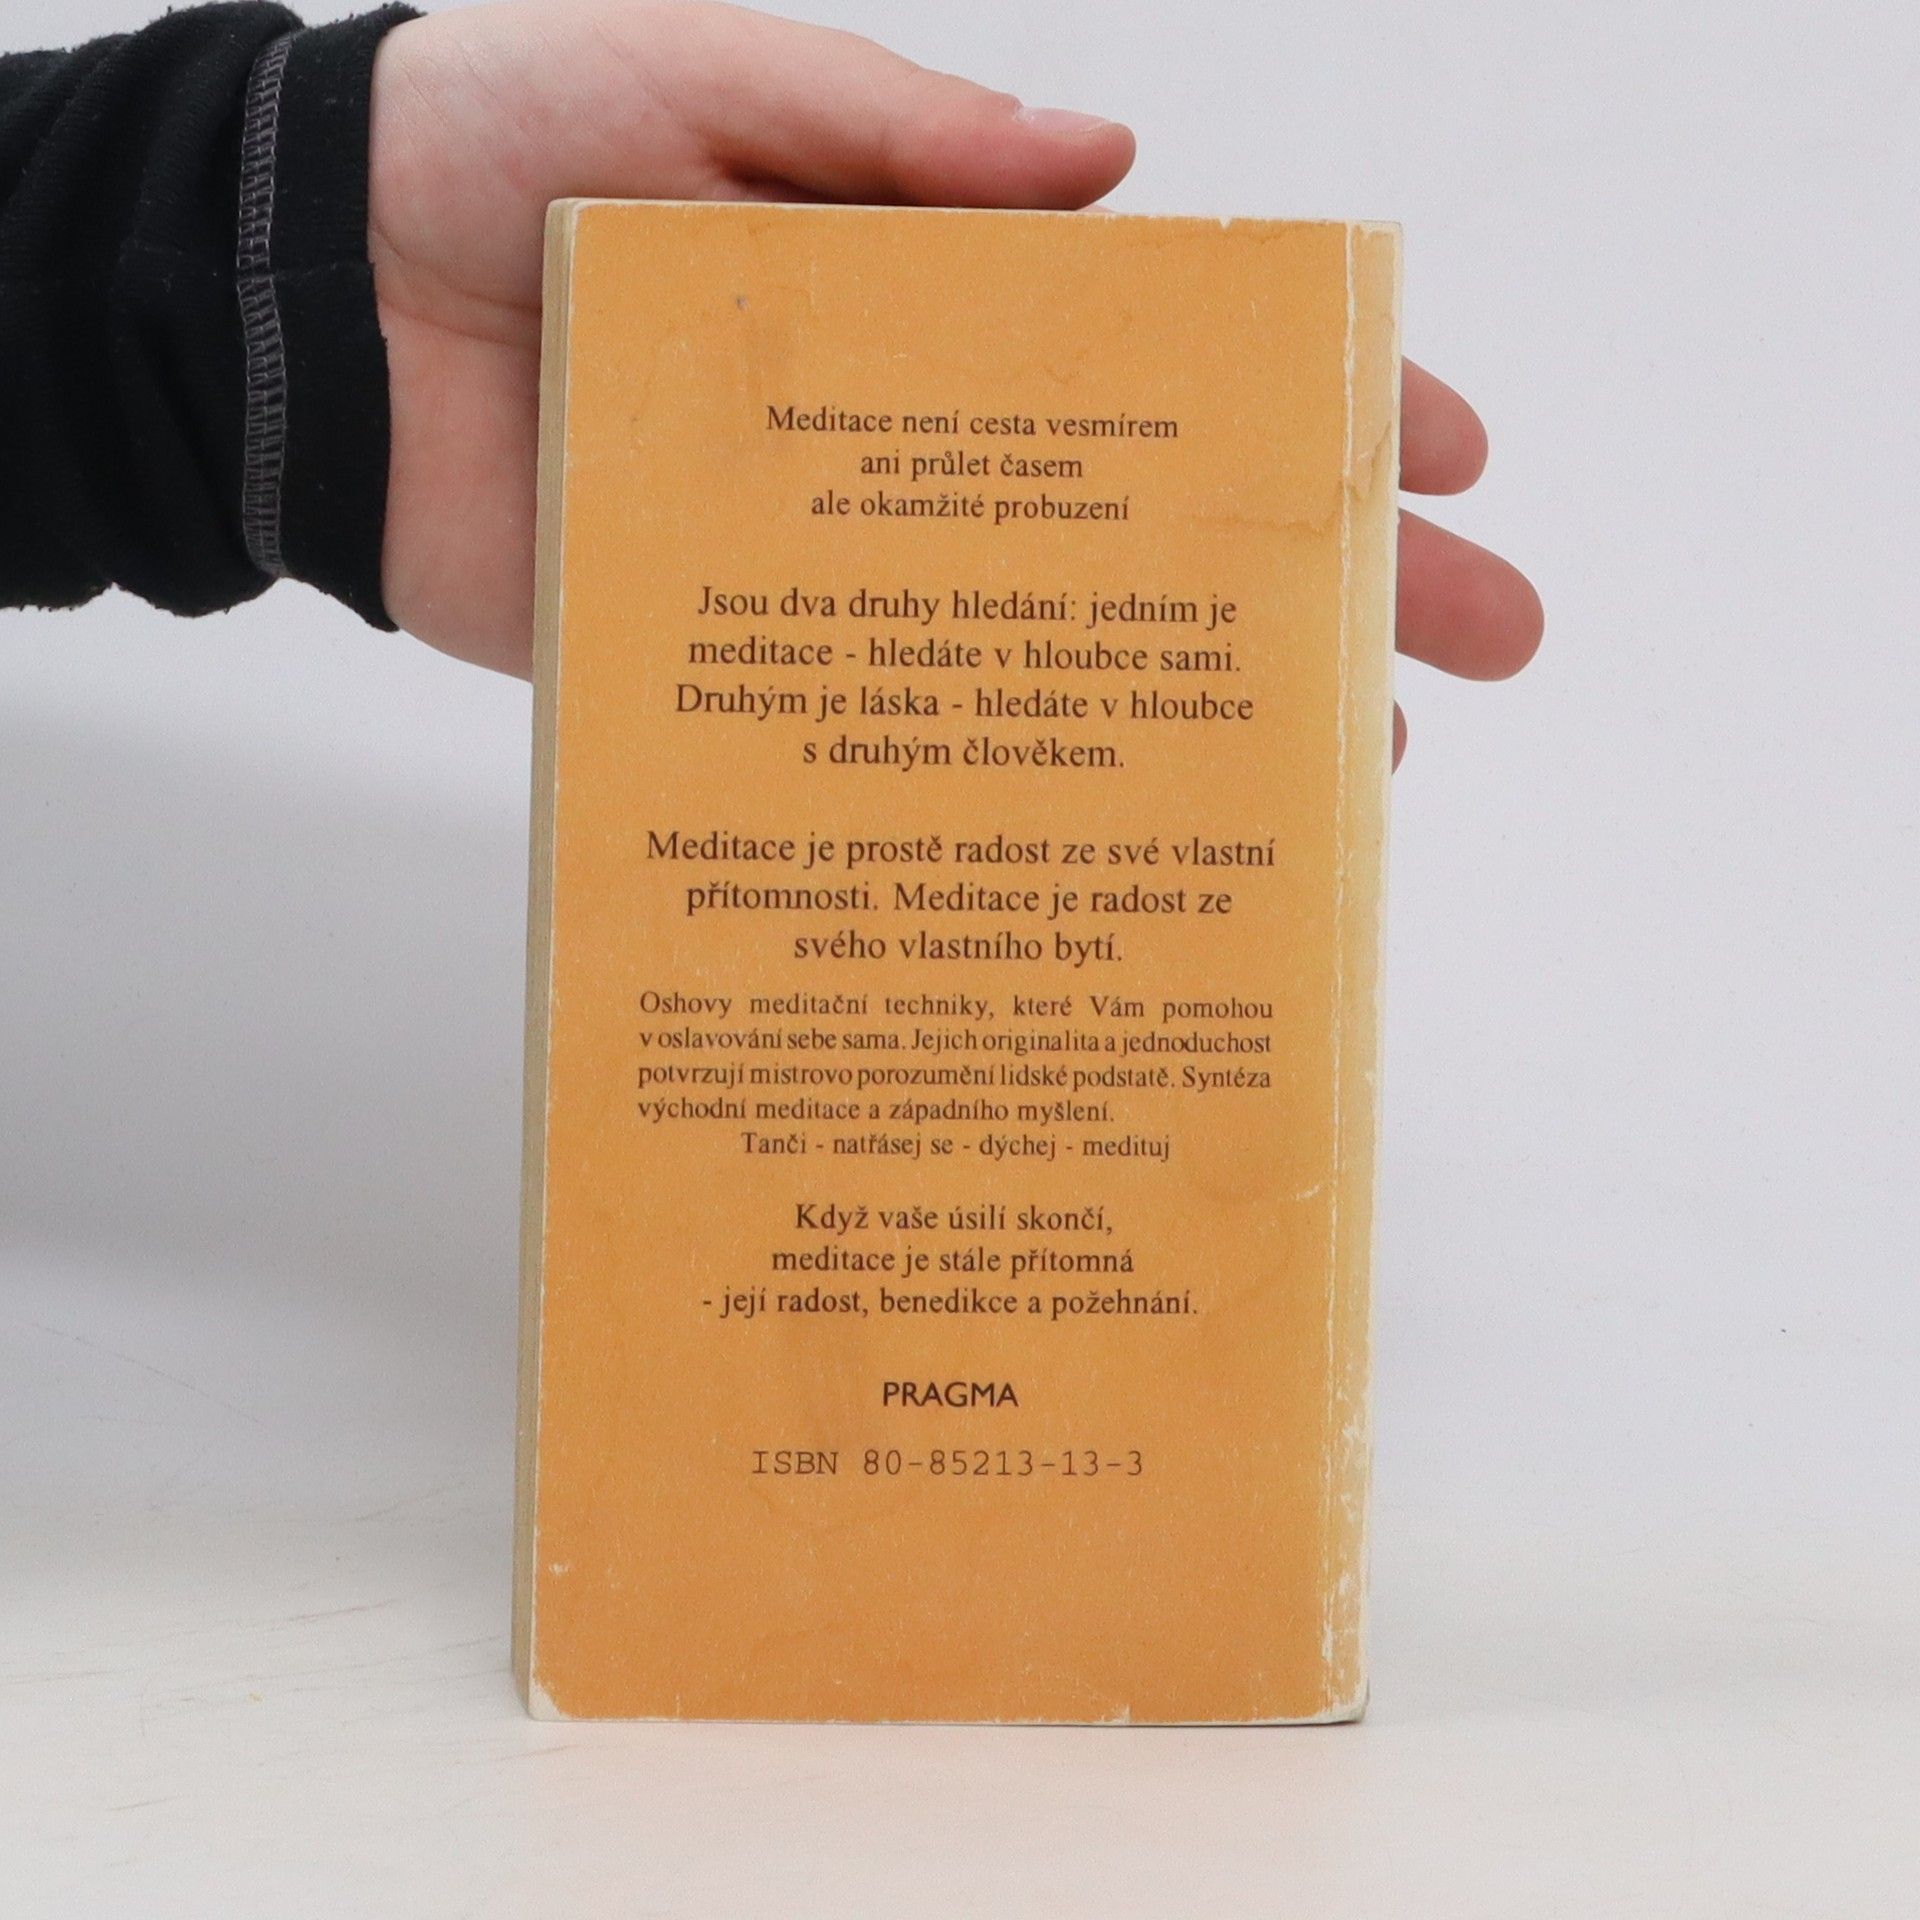 Meditace není cesta vesmírem
ani průlet časem
ale okamžité probuzení
Jsou dva druhy hledání: jedním je
meditace - hledáte v hloubce sami.
Druhým je láska - hledáte v hloubce
s druhým člověkem.
Meditace je prostě radost ze své vlastní
přítomnosti. Meditace je radost ze
svého vlastního bytí.
Oshovy meditační techniky, které Vám pomohou
v oslavování sebe sama. Jejich originalita a jednoduchost
potvrzují mistrovo porozumění lidské podstatě. Syntéza
východní meditace a západního myšlení.
Tanči - natřásej se - dýchej - medituj
Když vaše úsilí skončí,
meditace je stále přítomná
- její radost, benedikce a požehnání.
PRAGMA
ISBN 80-85213-13-3